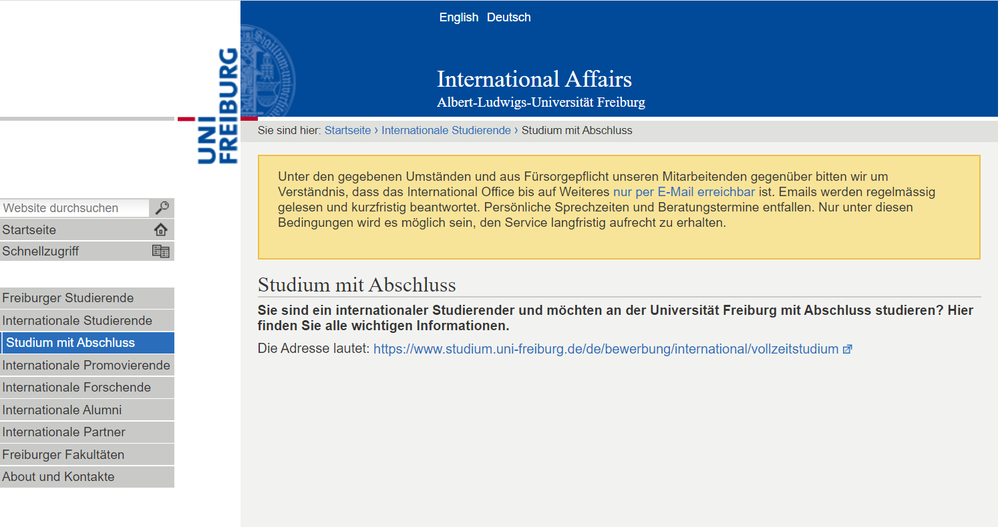 English Deutsch
International Affairs
Albert-Ludwigs-Universität Freiburg
UNI
FREIBURG
Sie sind hier: Startseite › Internationale Studierende › Studium mit Abschluss
Website durchsuchen
Startseite
Schnellzugriff
Freiburger Studierende
Internationale Studierende
Studium mit Abschluss
Internationale Promovierende
Internationale Forschende
Internationale Alumni
Internationale Partner
Freiburger Fakultäten
About und Kontakte
Unter den gegebenen Umständen und aus Fürsorgepflicht unseren Mitarbeitenden gegenüber bitten wir um
Verständnis, dass das International Office bis auf Weiteres nur per E-Mail erreichbar ist. Emails werden regelmässig
gelesen und kurzfristig beantwortet. Persönliche Sprechzeiten und Beratungstermine entfallen. Nur unter diesen
Bedingungen wird es möglich sein, den Service langfristig aufrecht zu erhalten.
Studium mit Abschluss
Sie sind ein internationaler Studierender und möchten an der Universität Freiburg mit Abschluss studieren? Hier
finden Sie alle wichtigen Informationen.
Die Adresse lautet: https://www.studium.uni-freiburg.de/de/bewerbung/international/vollzeitstudium